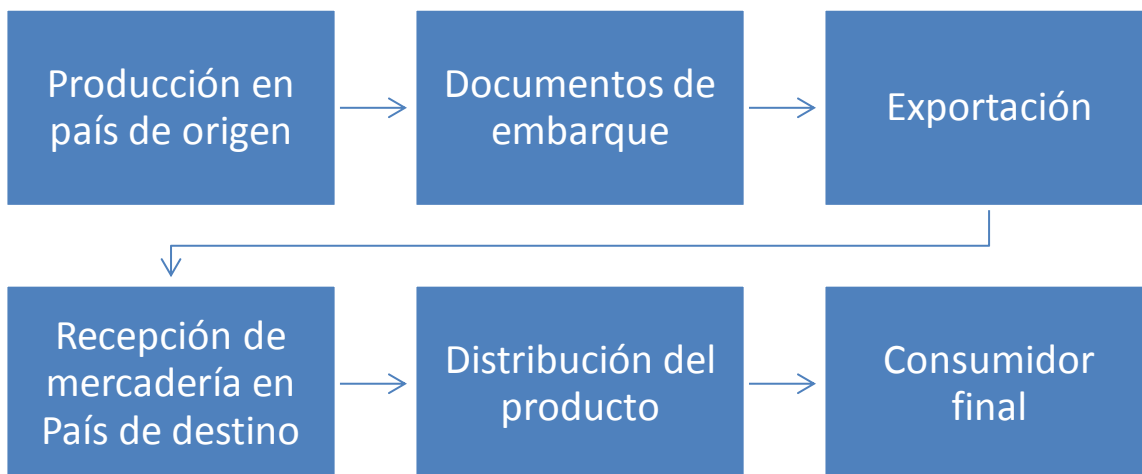 Producción en
país de origen
Documentos de
embarque
Exportación
Recepción de
mercadería en
País de destino
Distribución del
producto
Consumidor
final